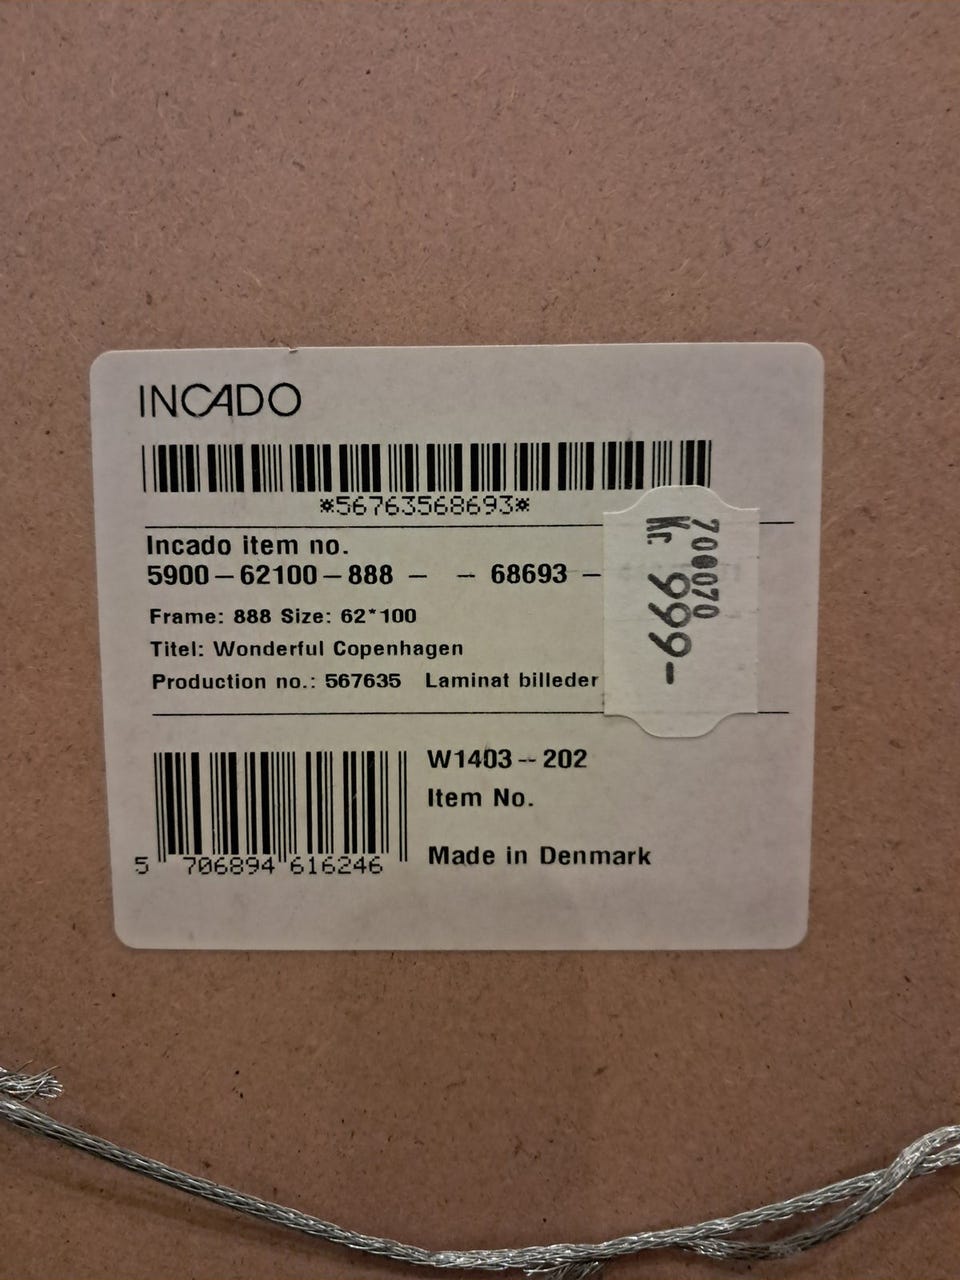 INCADO
*56763568693*
Incado item no.
5900-62100-888 - - 68693 -
Frame: 888 Size: 62*100
Titel: Wonderful Copenhagen
Production no.: 567635 Laminat billeder
700070
Kr. 999-
W1403--202
Item No.
Made in Denmark
5 706894 616246